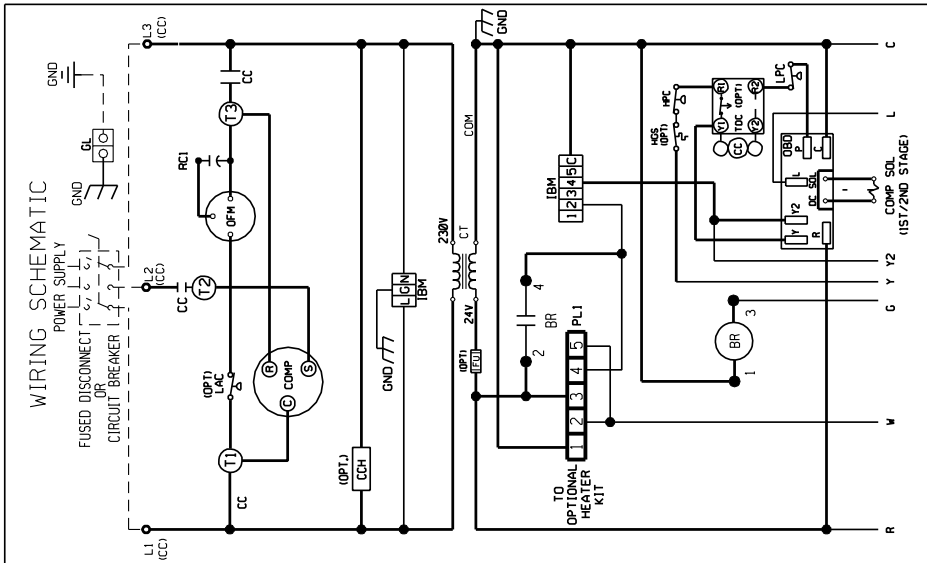 WIRING SCHEMATIC
POWER SUPPLY
FUSED DISCONNECT
OR
CIRCUIT BREAKER
L1
(CC)
L2
(CC)
L3
(CC)
GND
GL
GND
CC
T1
(OPT)
LAC
OFM
RC1
T3
CC
CC
T2
C
COMP
R
S
(OPT.)
CCH
GND
L G N
IBM
230V
CT
24V
COM
GND
(OPT)
FU
2
BR
4
PL1
1 2 3 4 5
TO
OPTIONAL
HEATER
KIT
IBM
1 2 3 4 5 C
1
BR
3
HGS
(OPT)
HPC
Y1
R1
TOC (OPT)
CC
Y2
R2
LPC
OBD
P
C
L
Y
Y2
R
DC SOL
COMP SOL
(1ST/2ND STAGE)
R
W
G
Y
Y2
L
C